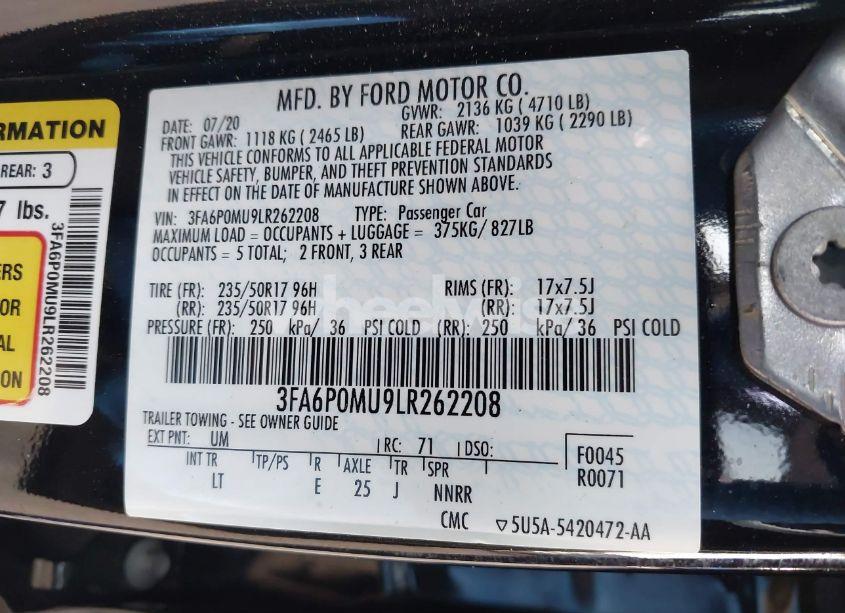 RMATION
REAR: 3
7 lbs.
ERS
OR
AL
ON
3FA6P0MU9LR262208
MFD. BY FORD MOTOR CO.
DATE: 07/20 GVWR: 2136 KG ( 4710 LB)
FRONT GAWR: 1118 KG ( 2465 LB) REAR GAWR: 1039 KG ( 2290 LB)
THIS VEHICLE CONFORMS TO ALL APPLICABLE FEDERAL MOTOR
VEHICLE SAFETY, BUMPER, AND THEFT PREVENTION STANDARDS
IN EFFECT ON THE DATE OF MANUFACTURE SHOWN ABOVE.
VIN: 3FA6P0MU9LR262208 TYPE: Passenger Car
MAXIMUM LOAD = OCCUPANTS + LUGGAGE = 375KG/ 827LB
OCCUPANTS = 5 TOTAL; 2 FRONT, 3 REAR
TIRE (FR): 235/50R17 96H RIMS (FR): 17x7.5J
(RR): 235/50R17 96H (RR): 17x7.5J
PRESSURE (FR): 250 kPa/ 36 PSI COLD (RR): 250 kPa/ 36 PSI COLD
3FA6P0MU9LR262208
TRAILER TOWING - SEE OWNER GUIDE
EXT PNT: UM RC: 71 DSO: F0045
INT TR TP/PS R AXLE TR SPR R0071
LT E 25 J NNRR
CMC ▽5U5A-5420472-AA